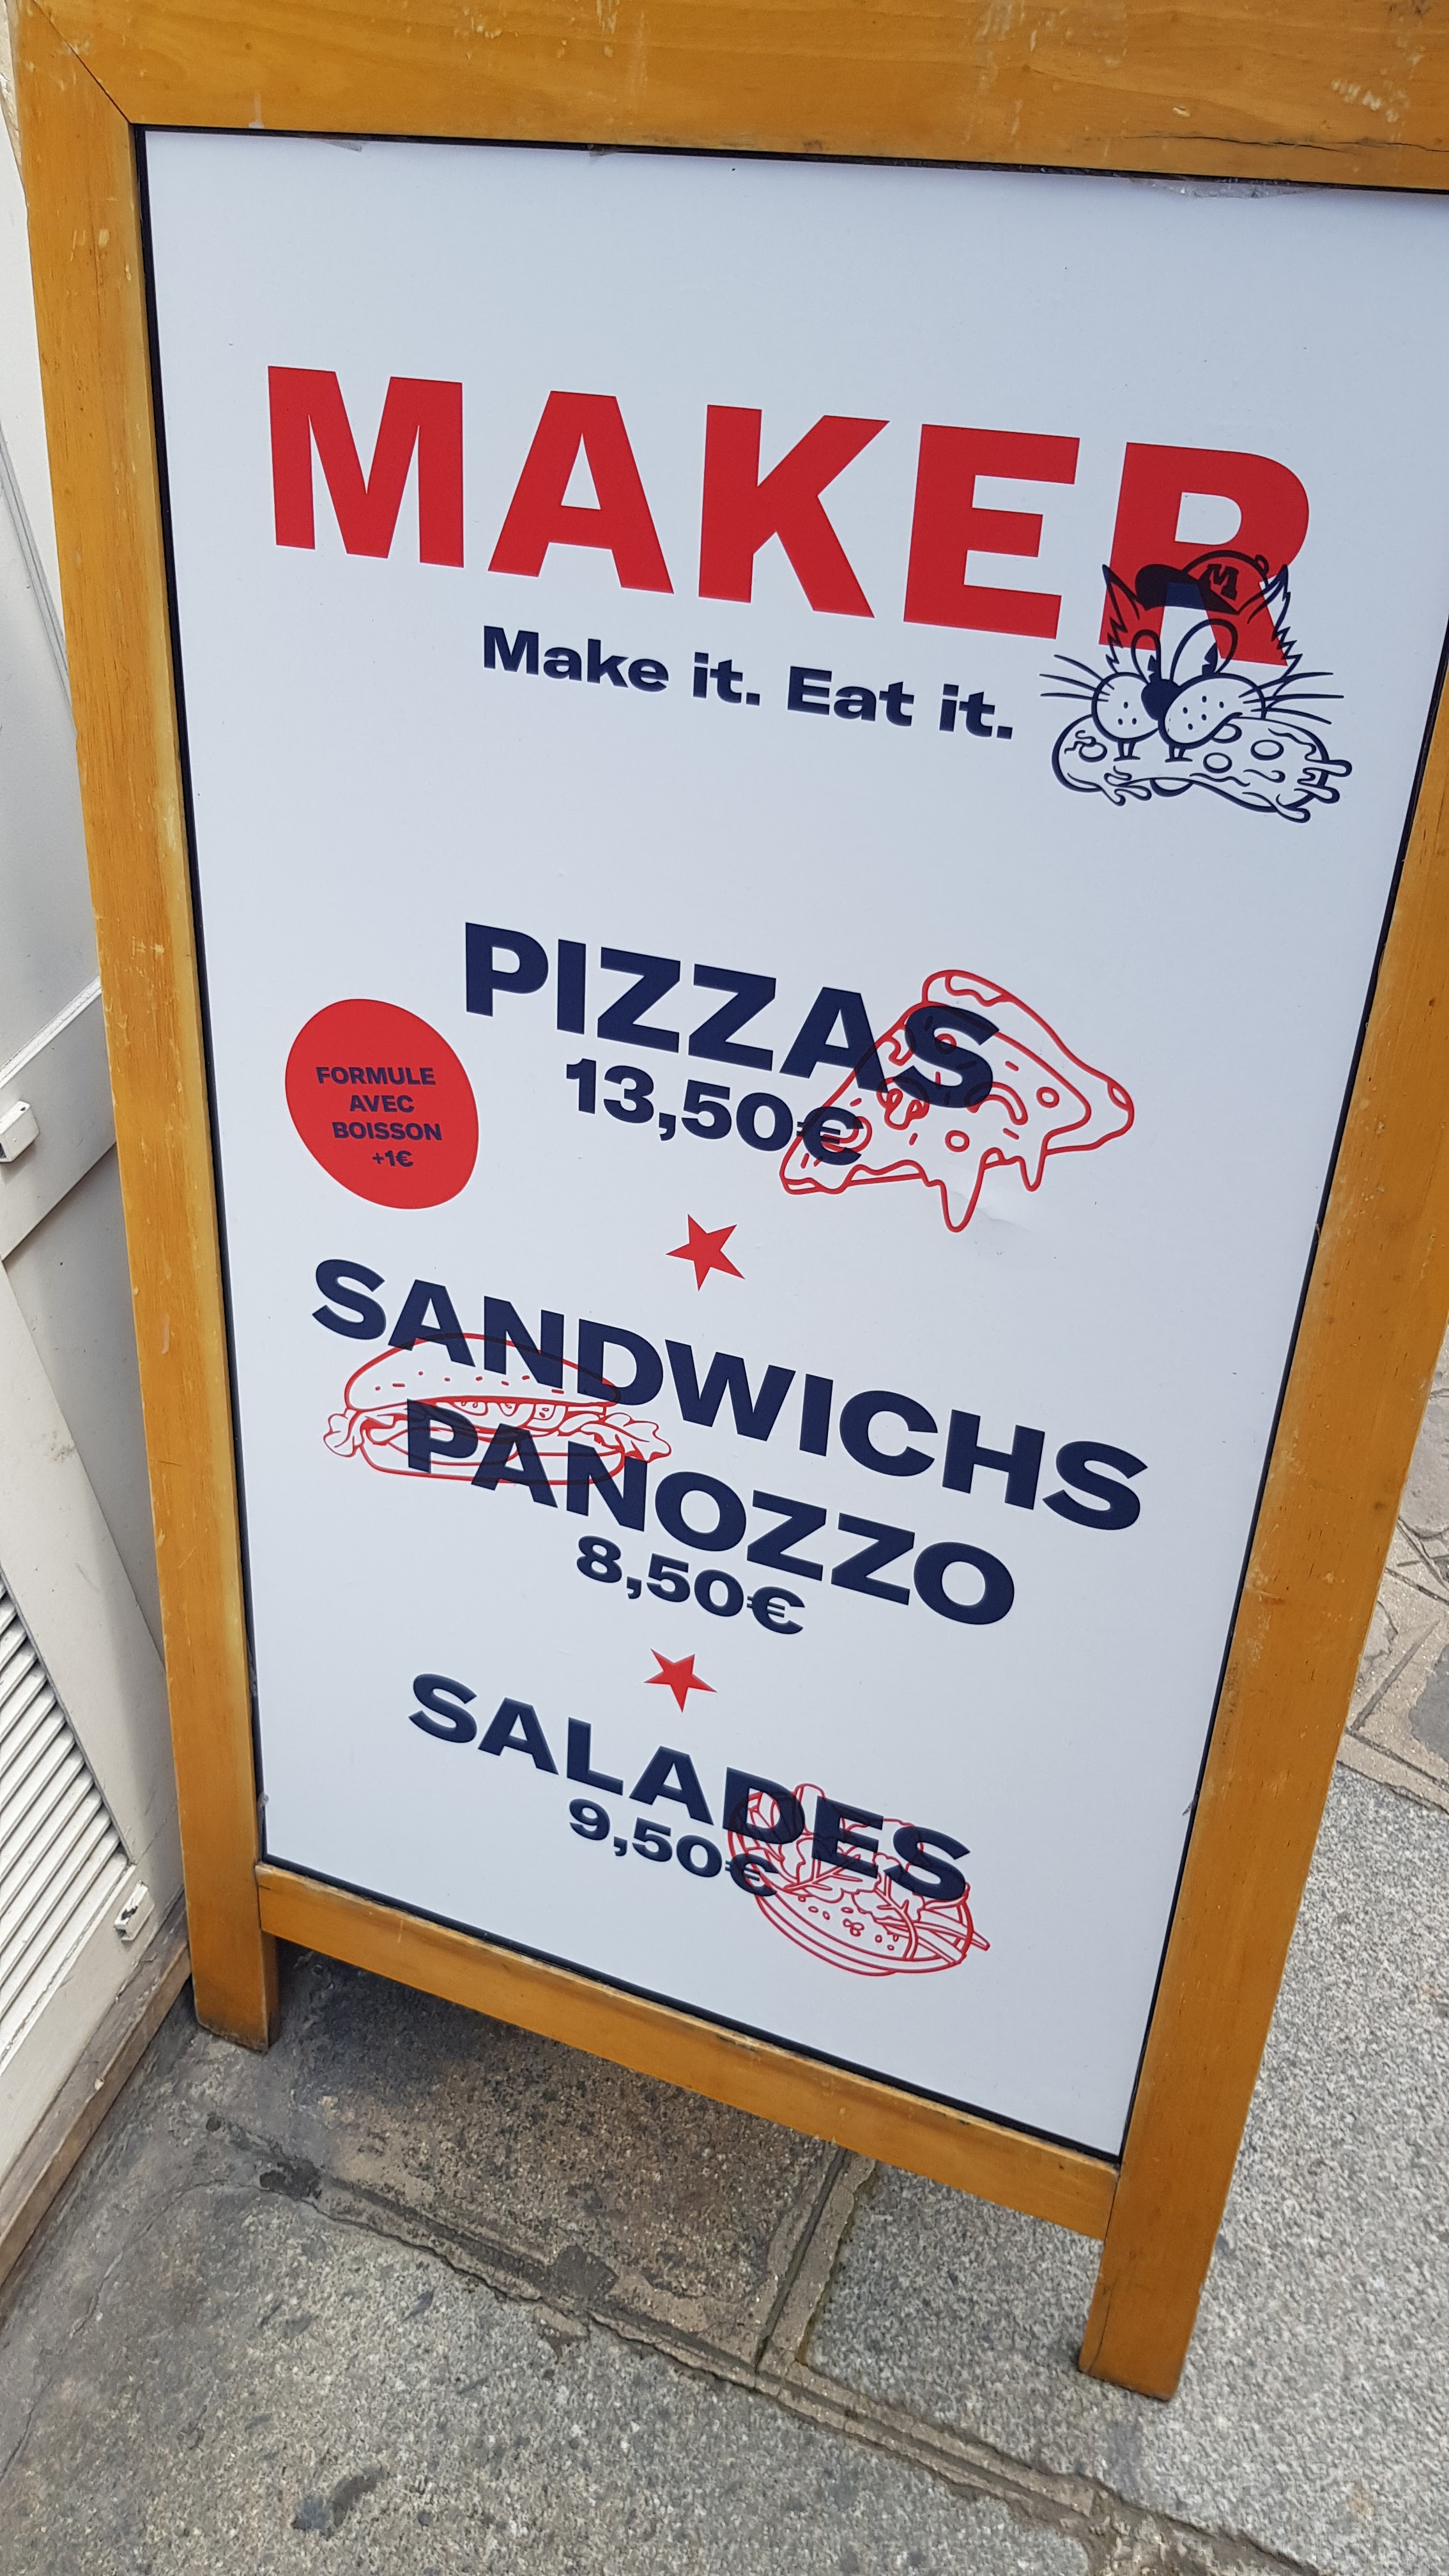 MAKER
M
Make it. Eat it.
PIZZAS
13,50€
FORMULE
AVEC
BOISSON
+1€
SANDWICHS
PANOZZO
8,50€
SALADES
9,50€